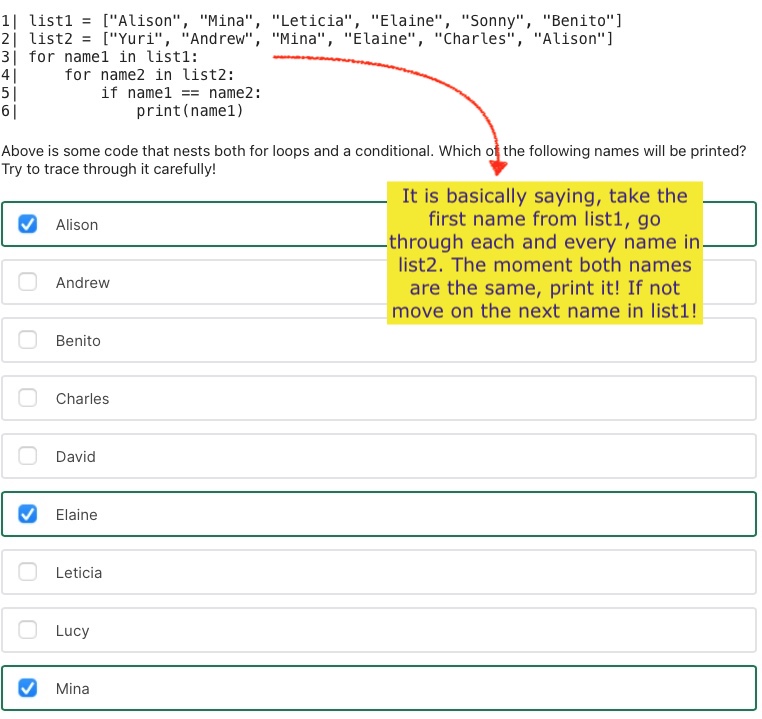 1| list1 = ["Alison", "Mina", "Leticia", "Elaine", "Sonny", "Benito"]
2| list2 = ["Yuri", "Andrew", "Mina", "Elaine", "Charles", "Alison"]
3| for name1 in list1:
4|     for name2 in list2:
5|         if name1 == name2:
6|             print(name1)
Above is some code that nests both for loops and a conditional. Which of the following names will be printed?
Try to trace through it carefully!
It is basically saying, take the
first name from list1, go
through each and every name in
list2. The moment both names
are the same, print it! If not
move on the next name in list1!
Alison
Andrew
Benito
Charles
David
Elaine
Leticia
Lucy
Mina